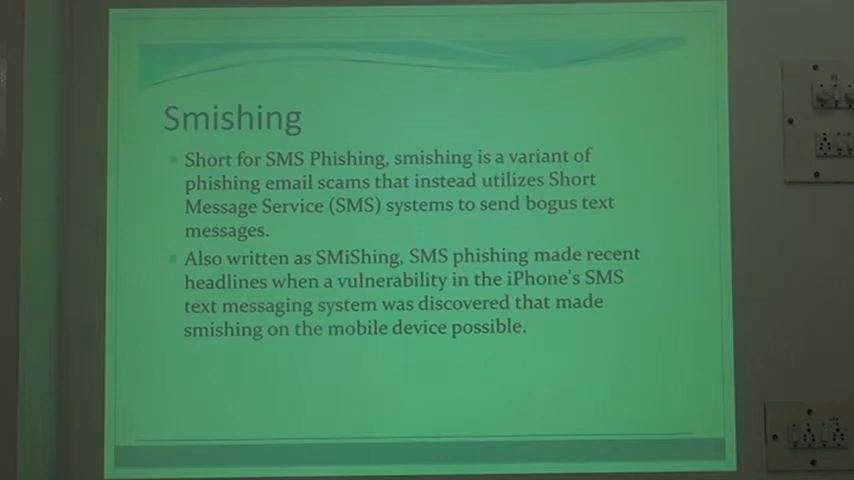 Smishing
Short for SMS Phishing, smishing is a variant of
phishing email scams that instead utilizes Short
Message Service (SMS) systems to send bogus text
messages.
Also written as SMiShing, SMS phishing made recent
headlines when a vulnerability in the iPhone's SMS
text messaging system was discovered that made
smishing on the mobile device possible.